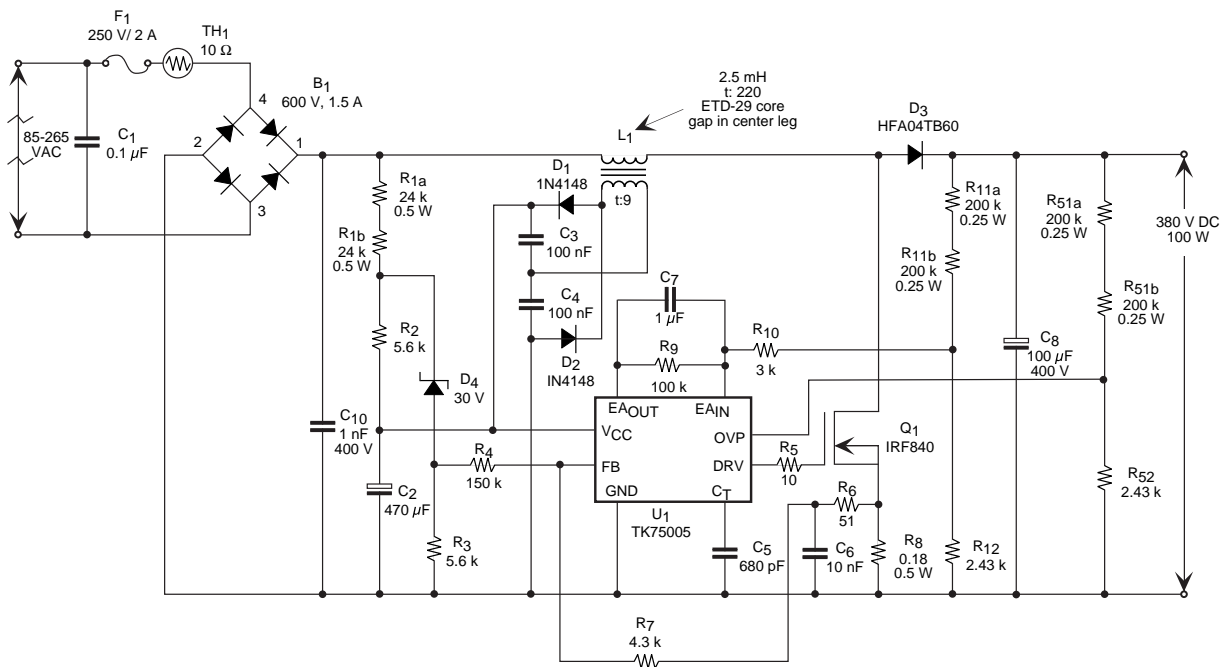 F1
250 V/ 2 A
TH1
10 Ω
B1
600 V, 1.5 A
4
2
1
3
85-265
VAC
C1
0.1 µF
2.5 mH
t: 220
ETD-29 core
gap in center leg
L1
t:9
D3
HFA04TB60
R1a
24 k
0.5 W
R1b
24 k
0.5 W
D1
1N4148
C3
100 nF
C4
100 nF
D2
IN4148
R2
5.6 k
D4
30 V
C10
1 nF
400 V
C2
470 µF
R3
5.6 k
R4
150 k
C7
1 µF
R9
100 k
R10
3 k
EAOUT
EAIN
VCC
OVP
FB
DRV
GND
CT
U1
TK75005
R5
10
Q1
IRF840
R6
51
C5
680 pF
C6
10 nF
R8
0.18
0.5 W
R7
4.3 k
R11a
200 k
0.25 W
R11b
200 k
0.25 W
R12
2.43 k
C8
100 µF
400 V
R51a
200 k
0.25 W
R51b
200 k
0.25 W
R52
2.43 k
380 V DC
100 W